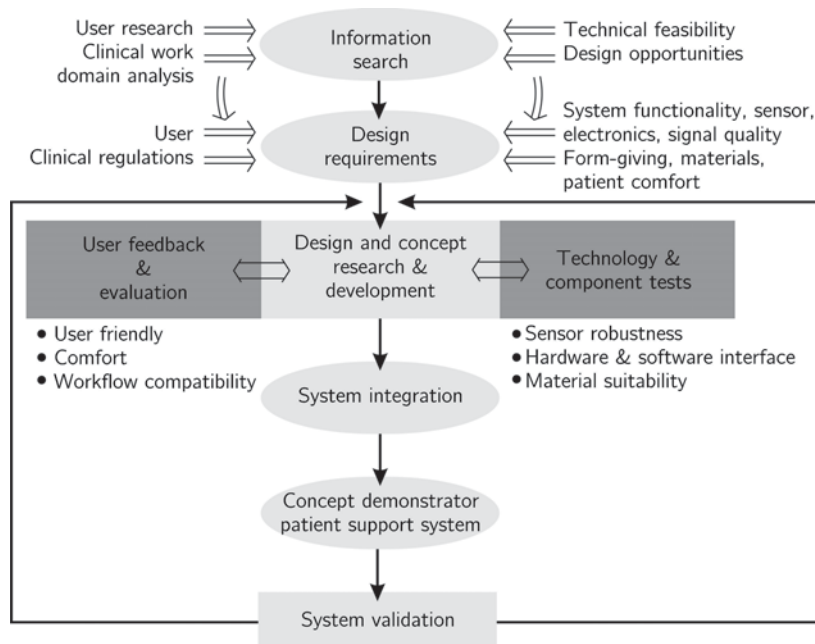 User research
Clinical work
domain analysis
Information
search
Technical feasibility
Design opportunities
User
Clinical regulations
Design
requirements
System functionality, sensor,
electronics, signal quality
Form-giving, materials,
patient comfort
User feedback
&
evaluation
Design and concept
research &
development
Technology &
component tests
• User friendly
• Comfort
• Workflow compatibility
• Sensor robustness
• Hardware & software interface
• Material suitability
System integration
Concept demonstrator
patient support system
System validation